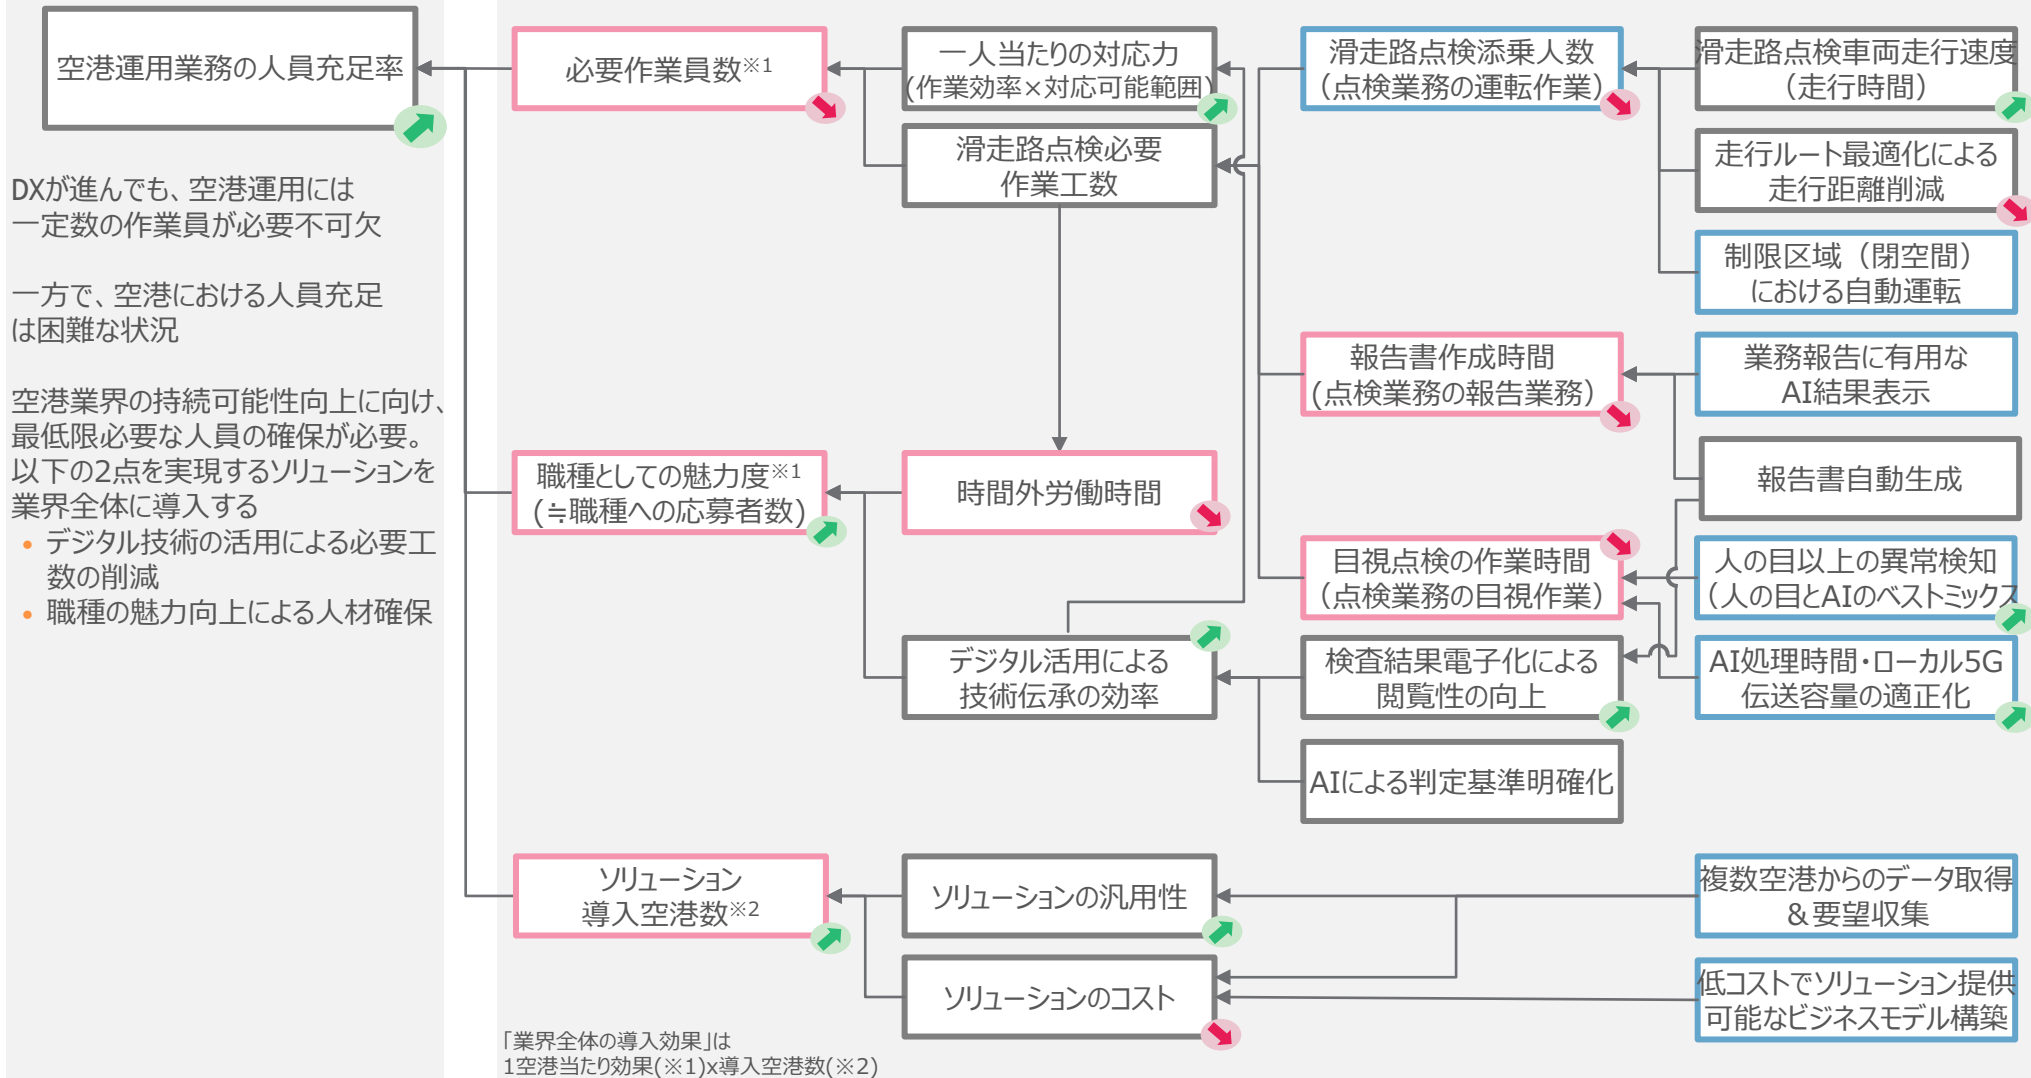 空港運用業務の人員充足率
DXが進んでも、空港運用には
一定数の作業員が必要不可欠
一方で、空港における人員充足
は困難な状況
空港業界の持続可能性向上に向け、
最低限必要な人員の確保が必要。
以下の2点を実現するソリューションを
業界全体に導入する
• デジタル技術の活用による必要工
数の削減
• 職種の魅力向上による人材確保
必要作業員数※1
職種としての魅力度※1
(≒職種への応募者数)
ソリューション
導入空港数※2
一人当たりの対応力
(作業効率×対応可能範囲)
滑走路点検必要
作業工数
時間外労働時間
デジタル活用による
技術伝承の効率
ソリューションの汎用性
ソリューションのコスト
滑走路点検添乗人数
（点検業務の運転作業）
報告書作成時間
(点検業務の報告業務）
目視点検の作業時間
（点検業務の目視作業）
検査結果電子化による
閲覧性の向上
AIによる判定基準明確化
滑走路点検車両走行速度
（走行時間）
走行ルート最適化による
走行距離削減
制限区域（閉空間）
における自動運転
業務報告に有用な
AI結果表示
報告書自動生成
人の目以上の異常検知
（人の目とAIのベストミックス
AI処理時間・ローカル5G
伝送容量の適正化
複数空港からのデータ取得
＆要望収集
低コストでソリューション提供
可能なビジネスモデル構築
「業界全体の導入効果」は
1空港当たり効果(※1)x導入空港数(※2)